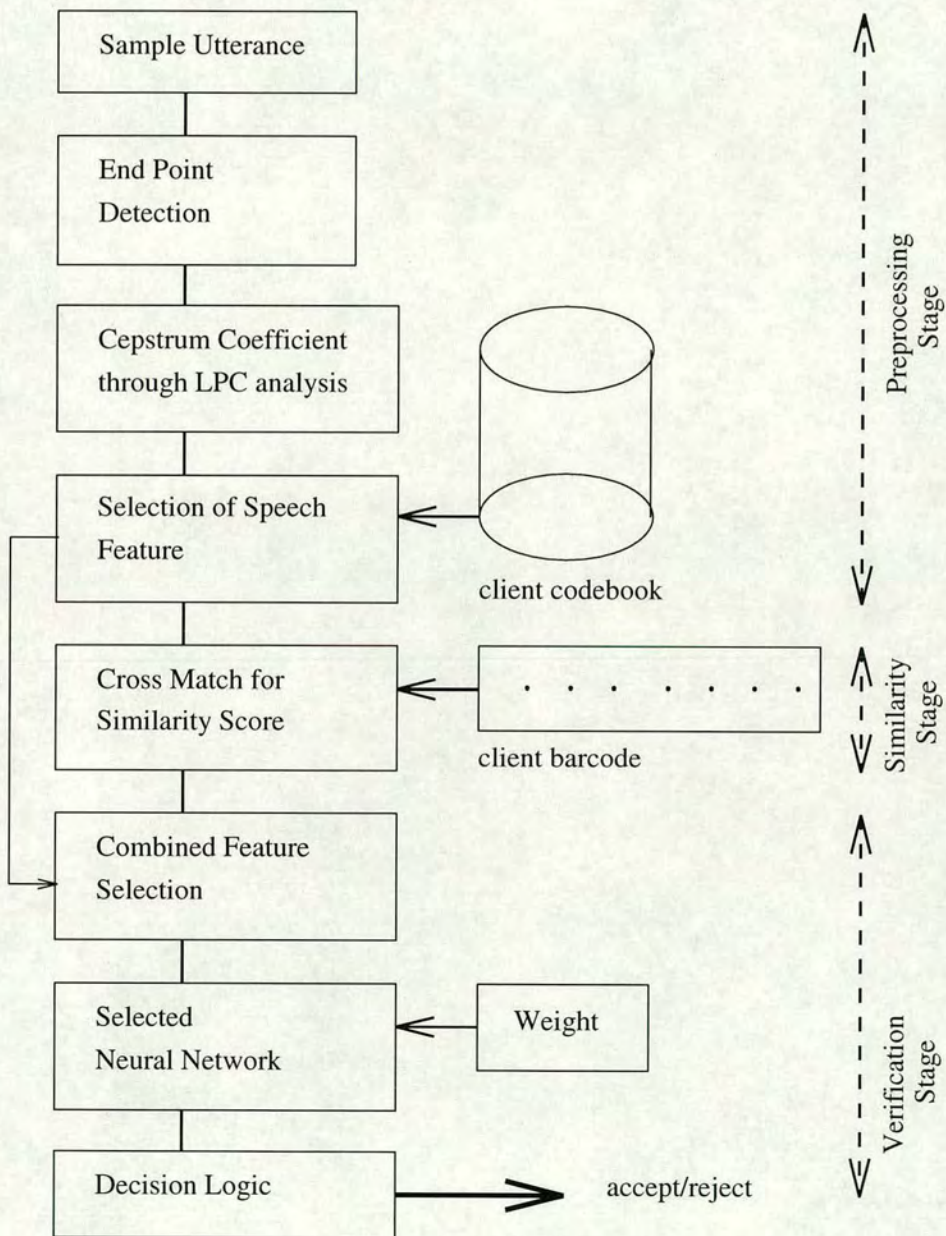 Sample Utterance
End Point
Detection
Cepstrum Coefficient
through LPC analysis
Selection of Speech
Feature
client codebook
Preprocessing
Stage
Cross Match for
Similarity Score
client barcode
Similarity
Stage
Combined Feature
Selection
Selected
Neural Network
Weight
Decision Logic
accept/reject
Verification
Stage